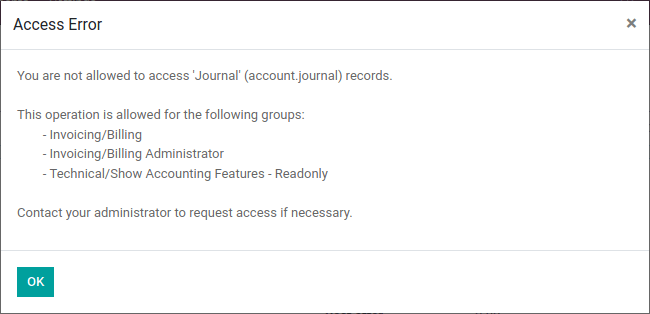 Access Error
×
You are not allowed to access 'Journal' (account.journal) records.
This operation is allowed for the following groups:
- Invoicing/Billing
- Invoicing/Billing Administrator
- Technical/Show Accounting Features - Readonly
Contact your administrator to request access if necessary.
OK